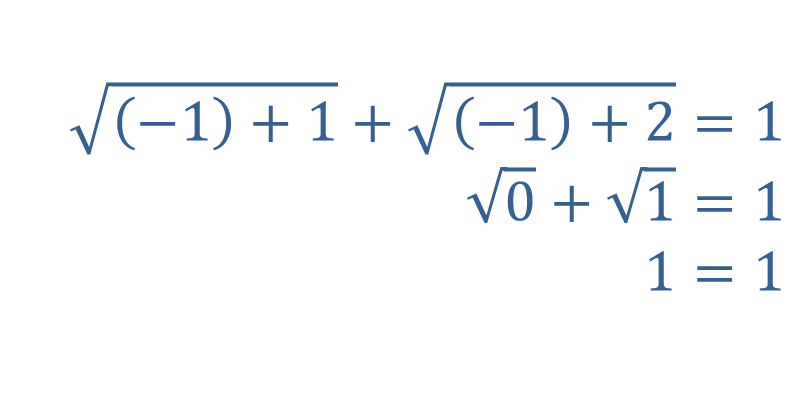 √(−1) + 1 + √(−1) + 2 = 1
√0 + √1 = 1
1 = 1